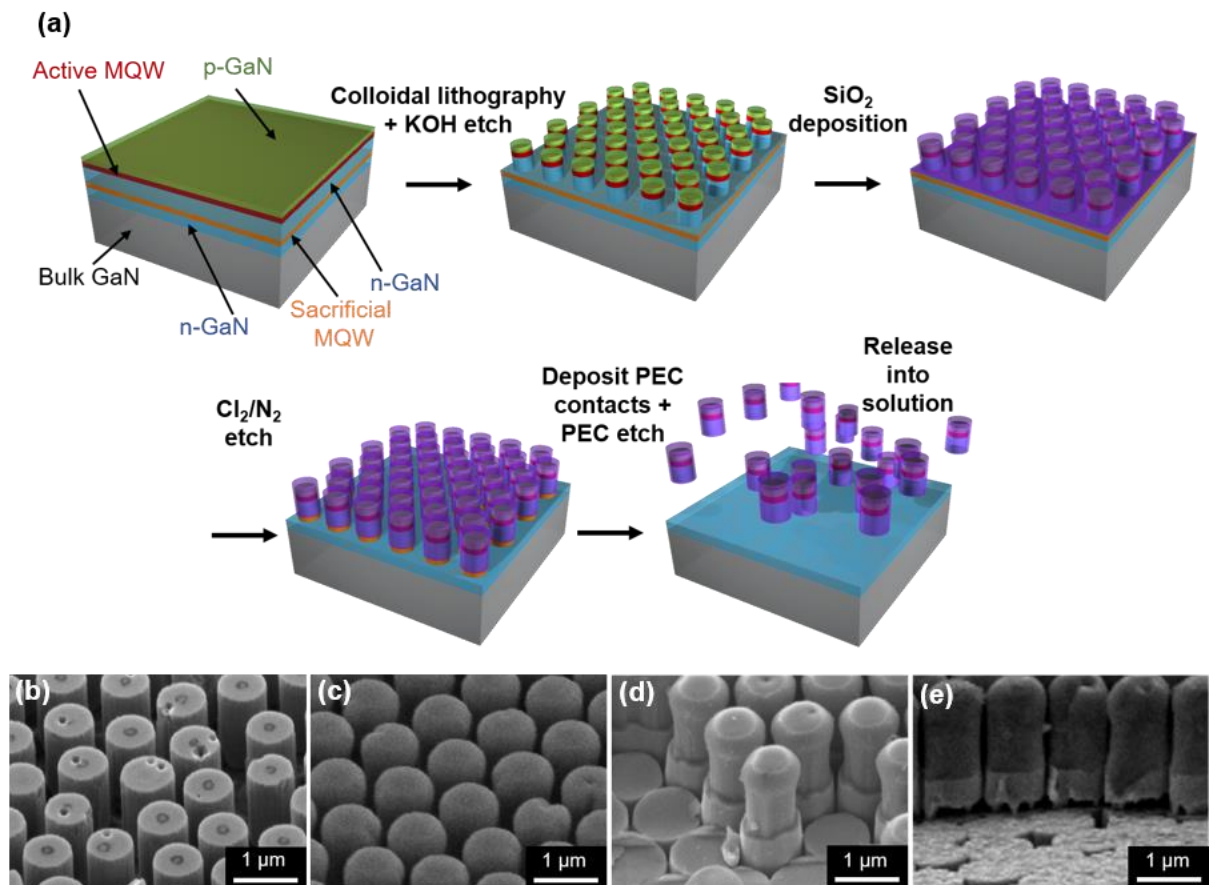 (a)
Active MQW
p-GaN
Colloidal lithography
+ KOH etch
SiO₂
deposition
Bulk GaN
n-GaN
Sacrificial
MQW
n-GaN
Cl₂/N₂
etch
Deposit PEC
contacts +
PEC etch
Release
into
solution
(b)
1 µm
(c)
1 µm
(d)
1 µm
(e)
1 µm